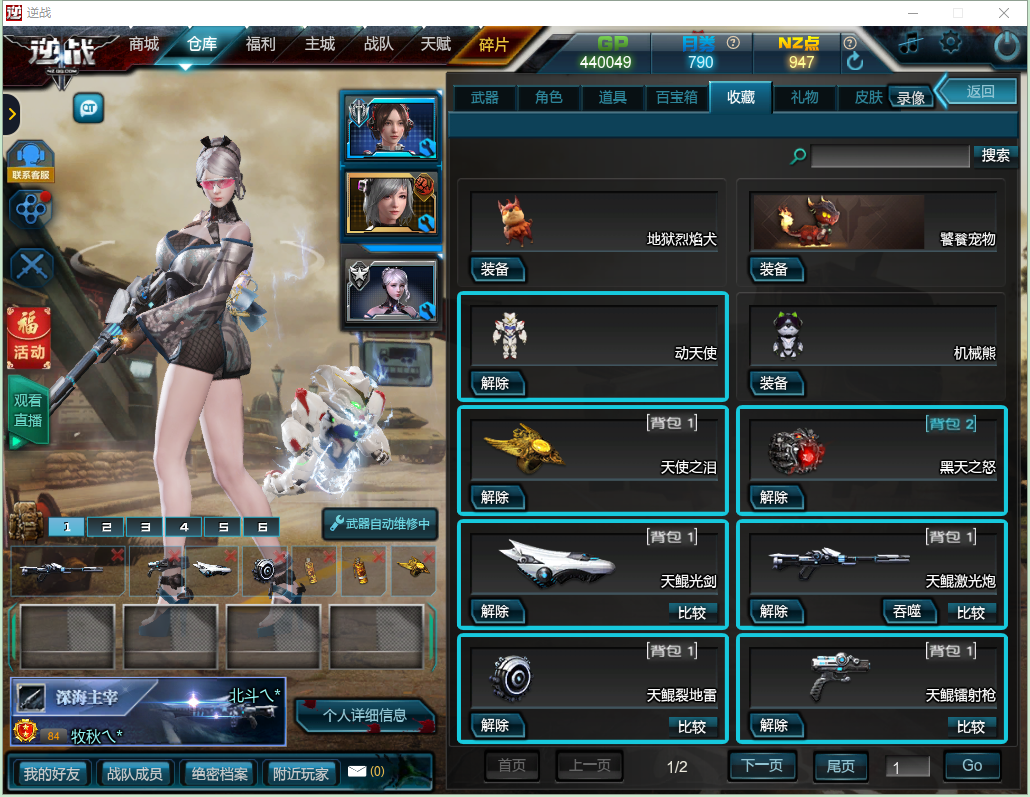 逆战
逆战
NZ.QQ.COM
商城
仓库
福利
主城
战队
天赋
碎片
GP
440049
月券
790
NZ点
947
武器
角色
道具
百宝箱
收藏
礼物
皮肤
录像
返回
搜索
联系客服
福
活动
观看
直播
地狱烈焰犬
装备
饕餮宠物
装备
动天使
解除
机械熊
装备
[背包 1]
天使之泪
解除
[背包 2]
黑天之怒
解除
[背包 1]
天鲲光剑
解除
比较
[背包 1]
天鲲激光炮
解除
吞噬
比较
[背包 1]
天鲲裂地雷
解除
比较
[背包 1]
天鲲镭射枪
解除
比较
1
2
3
4
5
6
武器自动维修中
深海主宰
北斗乀*
84
牧秋乀*
个人详细信息
我的好友
战队成员
绝密档案
附近玩家
(0)
首页
上一页
1/2
下一页
尾页
1
Go